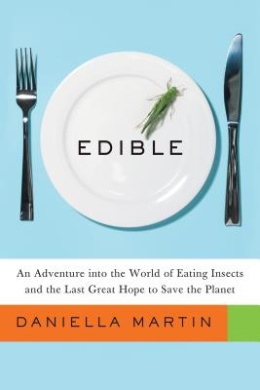 EDIBLE
An Adventure into the World of Eating Insects
and the Last Great Hope to Save the Planet
DANIELLA MARTIN